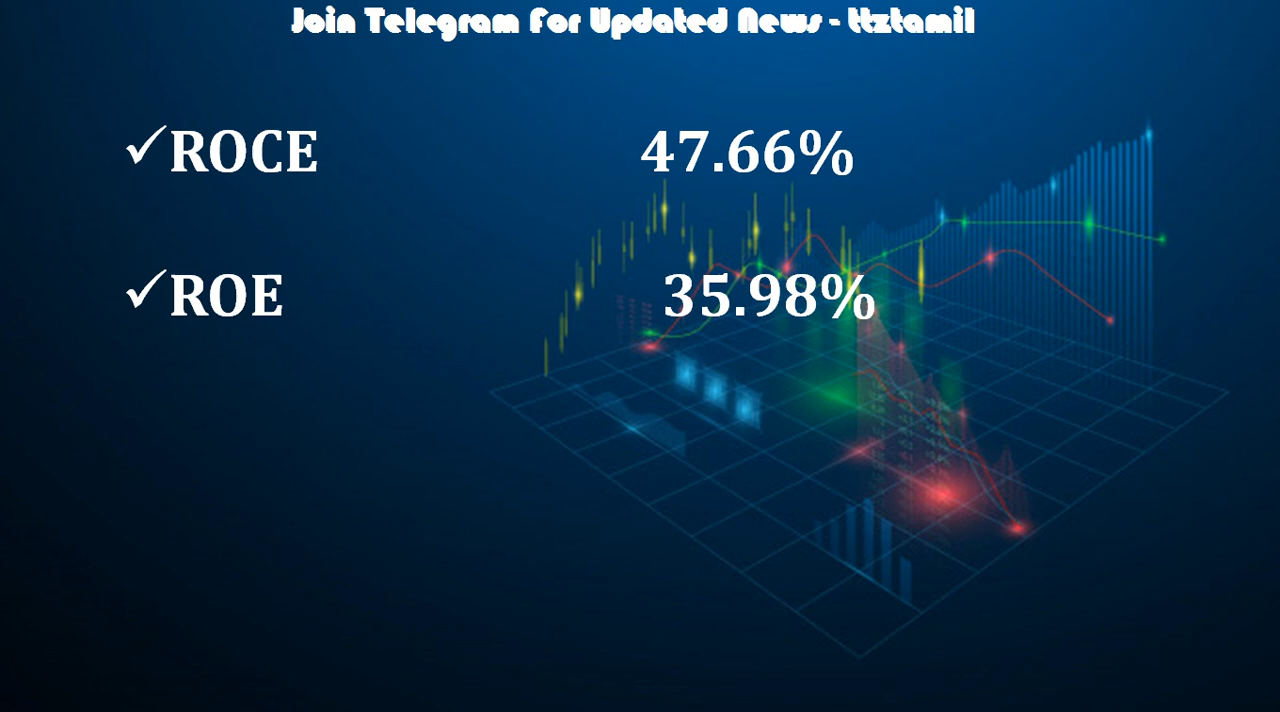 Join Telegram For Updated News - ttztamil
✓ROCE 47.66%
✓ROE 35.98%